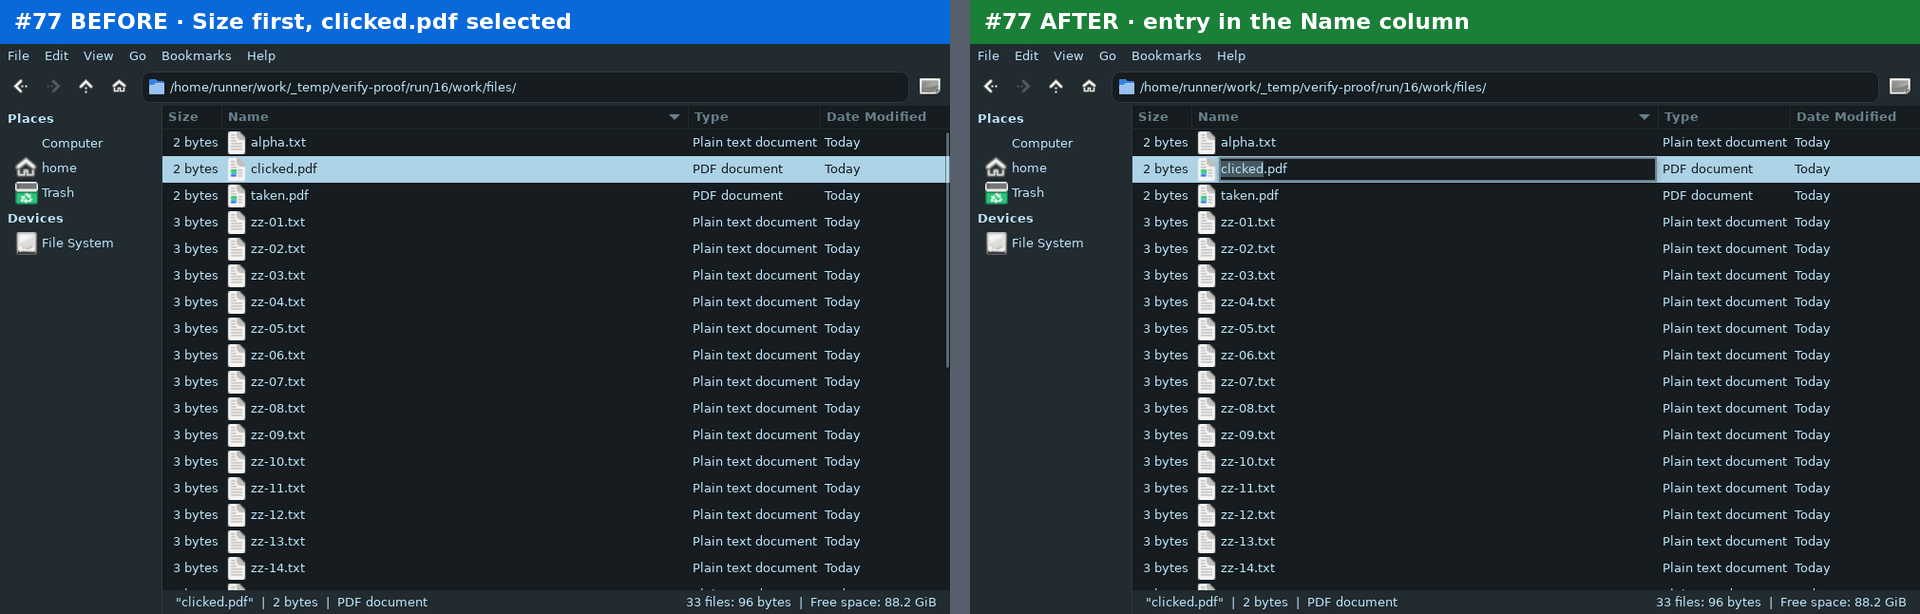 #77 BEFORE · Size first, clicked.pdf selected
File Edit View Go Bookmarks Help
/home/runner/work/_temp/verify-proof/run/16/work/files/
Places
Computer
home
Trash
Devices
File System
Size Name Type Date Modified
2 bytes alpha.txt Plain text document Today
2 bytes clicked.pdf PDF document Today
2 bytes taken.pdf PDF document Today
3 bytes zz-01.txt Plain text document Today
3 bytes zz-02.txt Plain text document Today
3 bytes zz-03.txt Plain text document Today
3 bytes zz-04.txt Plain text document Today
3 bytes zz-05.txt Plain text document Today
3 bytes zz-06.txt Plain text document Today
3 bytes zz-07.txt Plain text document Today
3 bytes zz-08.txt Plain text document Today
3 bytes zz-09.txt Plain text document Today
3 bytes zz-10.txt Plain text document Today
3 bytes zz-11.txt Plain text document Today
3 bytes zz-12.txt Plain text document Today
3 bytes zz-13.txt Plain text document Today
3 bytes zz-14.txt Plain text document Today
"clicked.pdf" | 2 bytes | PDF document 33 files: 96 bytes | Free space: 88.2 GiB
#77 AFTER · entry in the Name column
File Edit View Go Bookmarks Help
/home/runner/work/_temp/verify-proof/run/16/work/files/
Places
Computer
home
Trash
Devices
File System
Size Name Type Date Modified
2 bytes alpha.txt Plain text document Today
2 bytes clicked.pdf PDF document Today
2 bytes taken.pdf PDF document Today
3 bytes zz-01.txt Plain text document Today
3 bytes zz-02.txt Plain text document Today
3 bytes zz-03.txt Plain text document Today
3 bytes zz-04.txt Plain text document Today
3 bytes zz-05.txt Plain text document Today
3 bytes zz-06.txt Plain text document Today
3 bytes zz-07.txt Plain text document Today
3 bytes zz-08.txt Plain text document Today
3 bytes zz-09.txt Plain text document Today
3 bytes zz-10.txt Plain text document Today
3 bytes zz-11.txt Plain text document Today
3 bytes zz-12.txt Plain text document Today
3 bytes zz-13.txt Plain text document Today
3 bytes zz-14.txt Plain text document Today
"clicked.pdf" | 2 bytes | PDF document 33 files: 96 bytes | Free space: 88.2 GiB